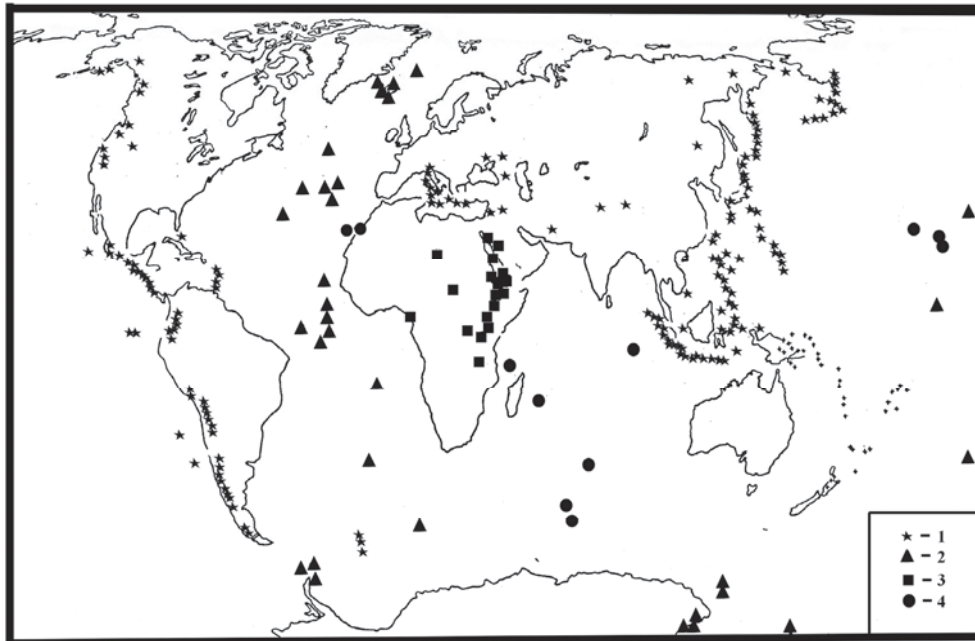 ★ – 1
▲ – 2
■ – 3
● – 4